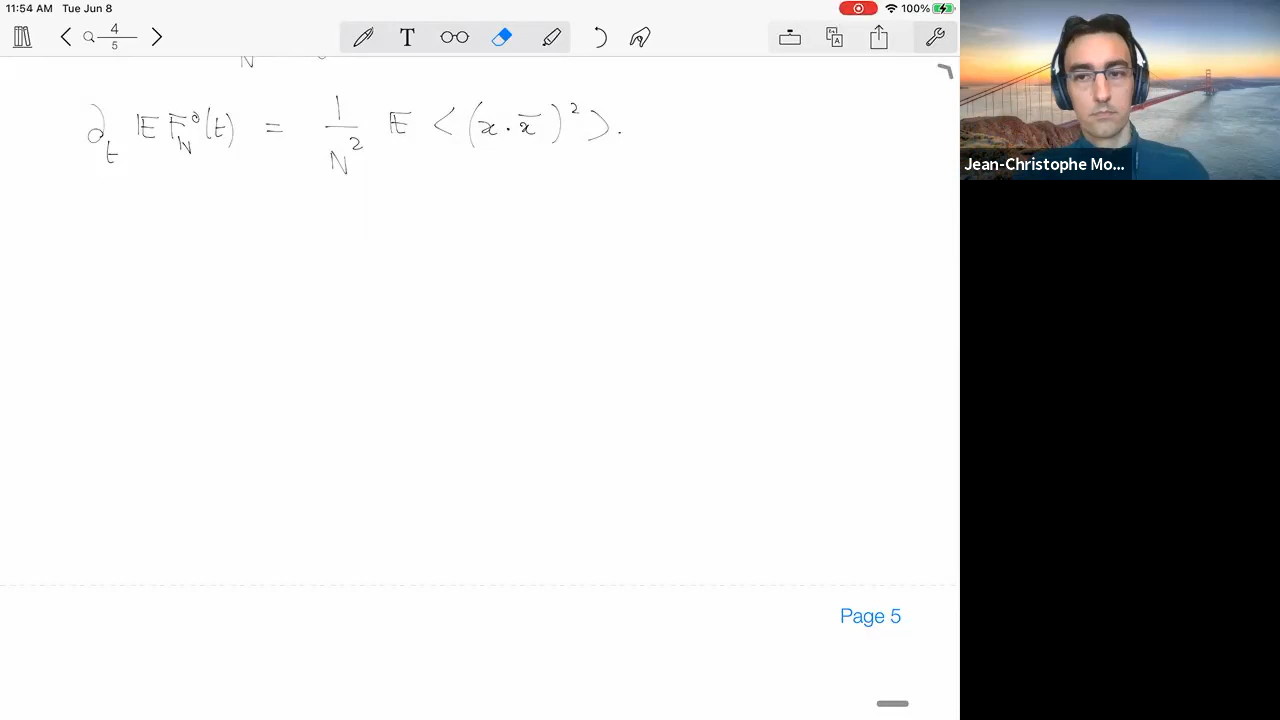 11:54 AM Tue Jun 8
100%
4
5
T
N
∂_t 𝔼 F_N°(t) = 1/N² 𝔼 < (x · x̄)² >.
Jean-Christophe Mo...
Page 5